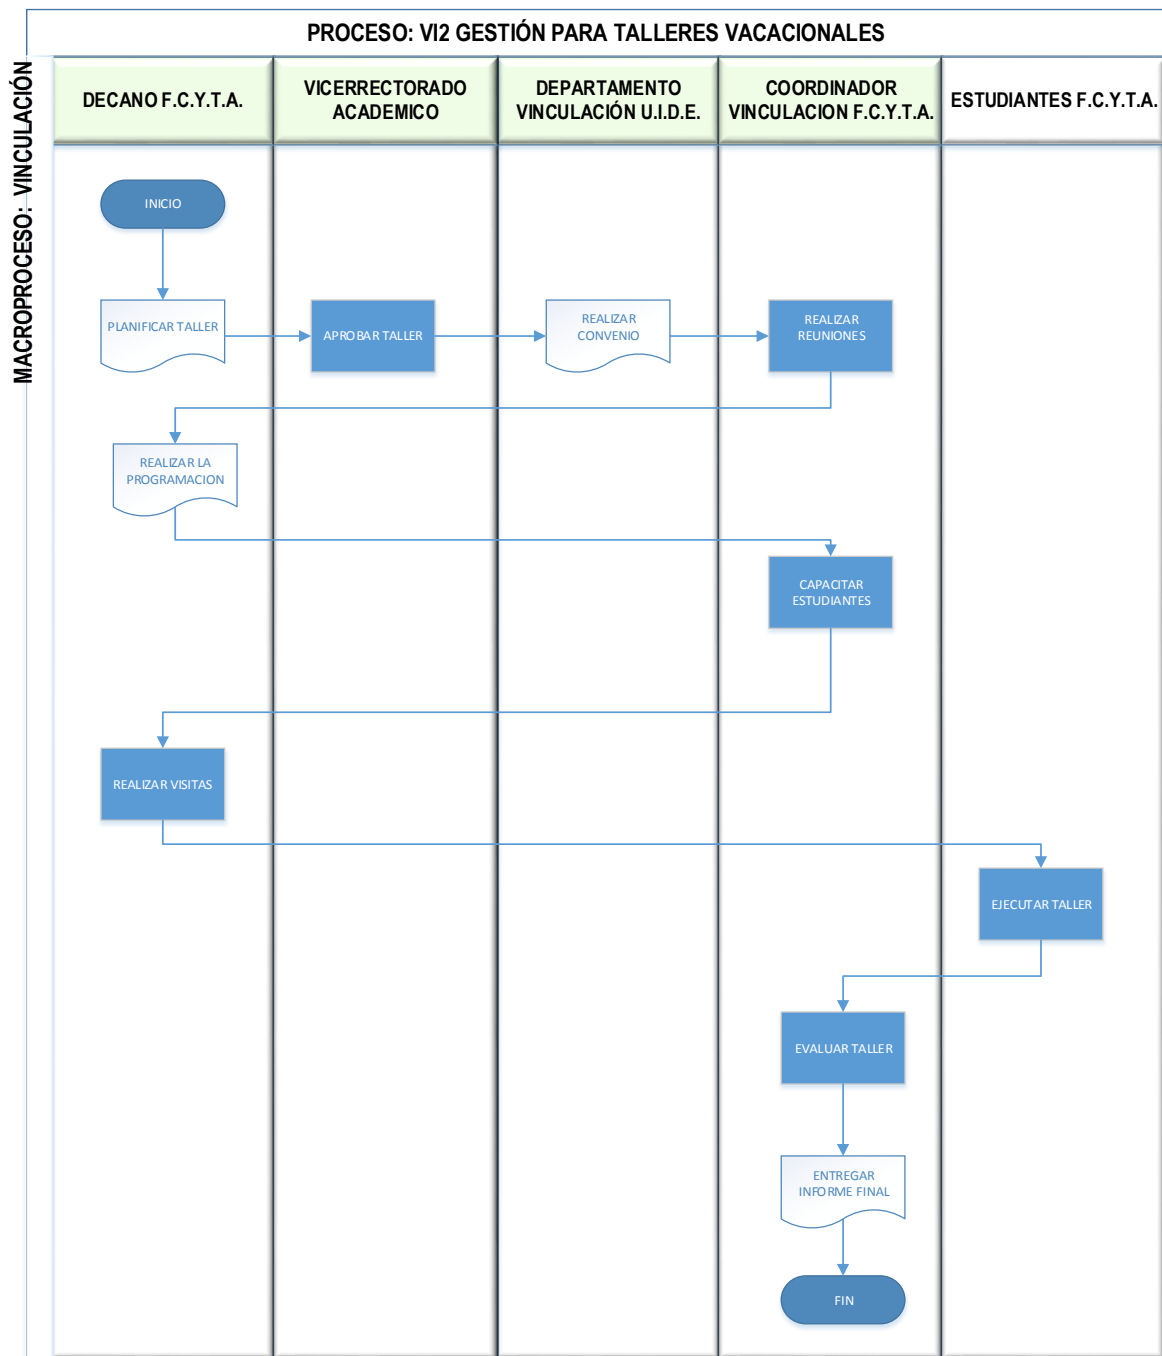 PROCESO: VI2 GESTIÓN PARA TALLERES VACACIONALES
MACROPROCESO: VINCULACIÓN
DECANO F.C.Y.T.A.
VICERRECTORADO
ACADEMICO
DEPARTAMENTO
VINCULACIÓN U.I.D.E.
COORDINADOR
VINCULACION F.C.Y.T.A.
ESTUDIANTES F.C.Y.T.A.
INICIO
PLANIFICAR TALLER
APROBAR TALLER
REALIZAR
CONVENIO
REALIZAR
REUNIONES
REALIZAR LA
PROGRAMACION
CAPACITAR
ESTUDIANTES
REALIZAR VISITAS
EJECUTAR TALLER
EVALUAR TALLER
ENTREGAR
INFORME FINAL
FIN